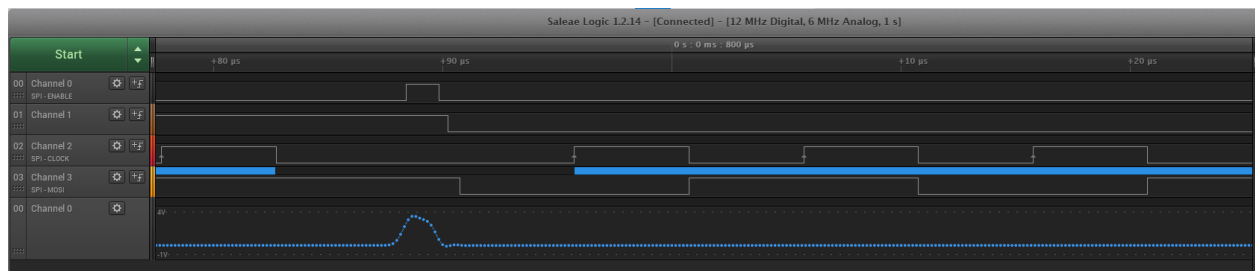 Saleae Logic 1.2.14 - [Connected] - [12 MHz Digital, 6 MHz Analog, 1 s]
Start
0 s : 0 ms : 800 µs
+80 µs
+90 µs
+10 µs
+20 µs
00 Channel 0
SPI - ENABLE
01 Channel 1
02 Channel 2
SPI - CLOCK
03 Channel 3
SPI - MOSI
00 Channel 0
4V
-1V